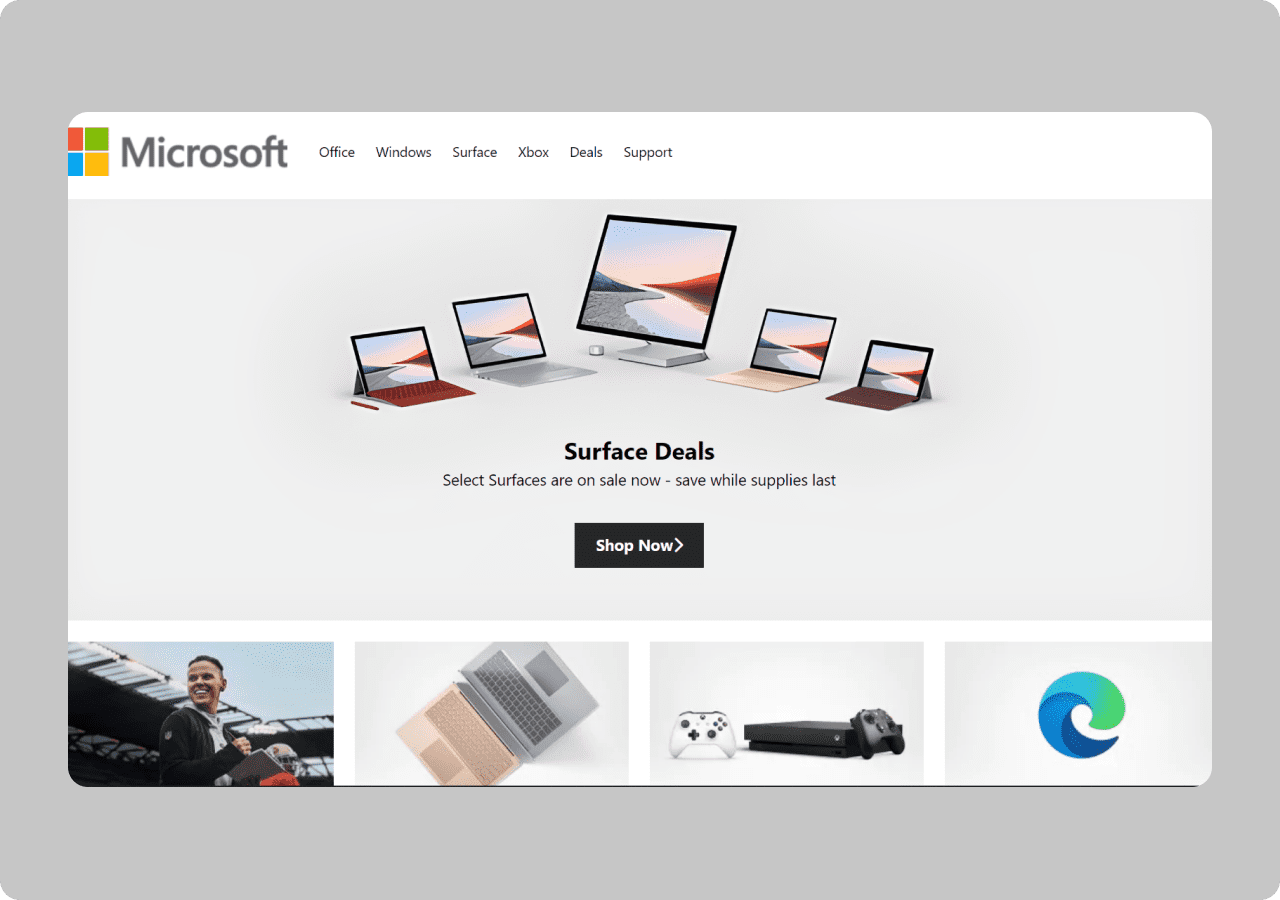 Microsoft Office Windows Surface Xbox Deals Support
Surface Deals
Select Surfaces are on sale now - save while supplies last
Shop Now